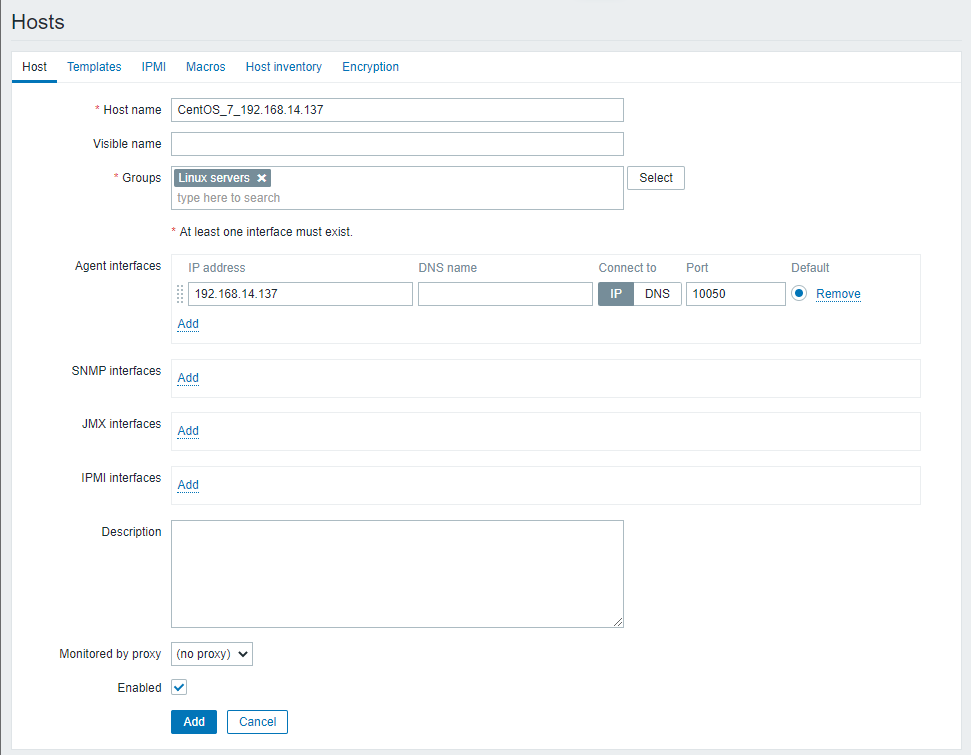 Hosts
Host Templates IPMI Macros Host inventory Encryption
* Host name CentOS_7_192.168.14.137
Visible name
* Groups Linux servers Select
type here to search
* At least one interface must exist.
Agent interfaces IP address DNS name Connect to Port Default
192.168.14.137 IP DNS 10050 Remove
Add
SNMP interfaces Add
JMX interfaces Add
IPMI interfaces Add
Description
Monitored by proxy (no proxy)
Enabled
Add Cancel